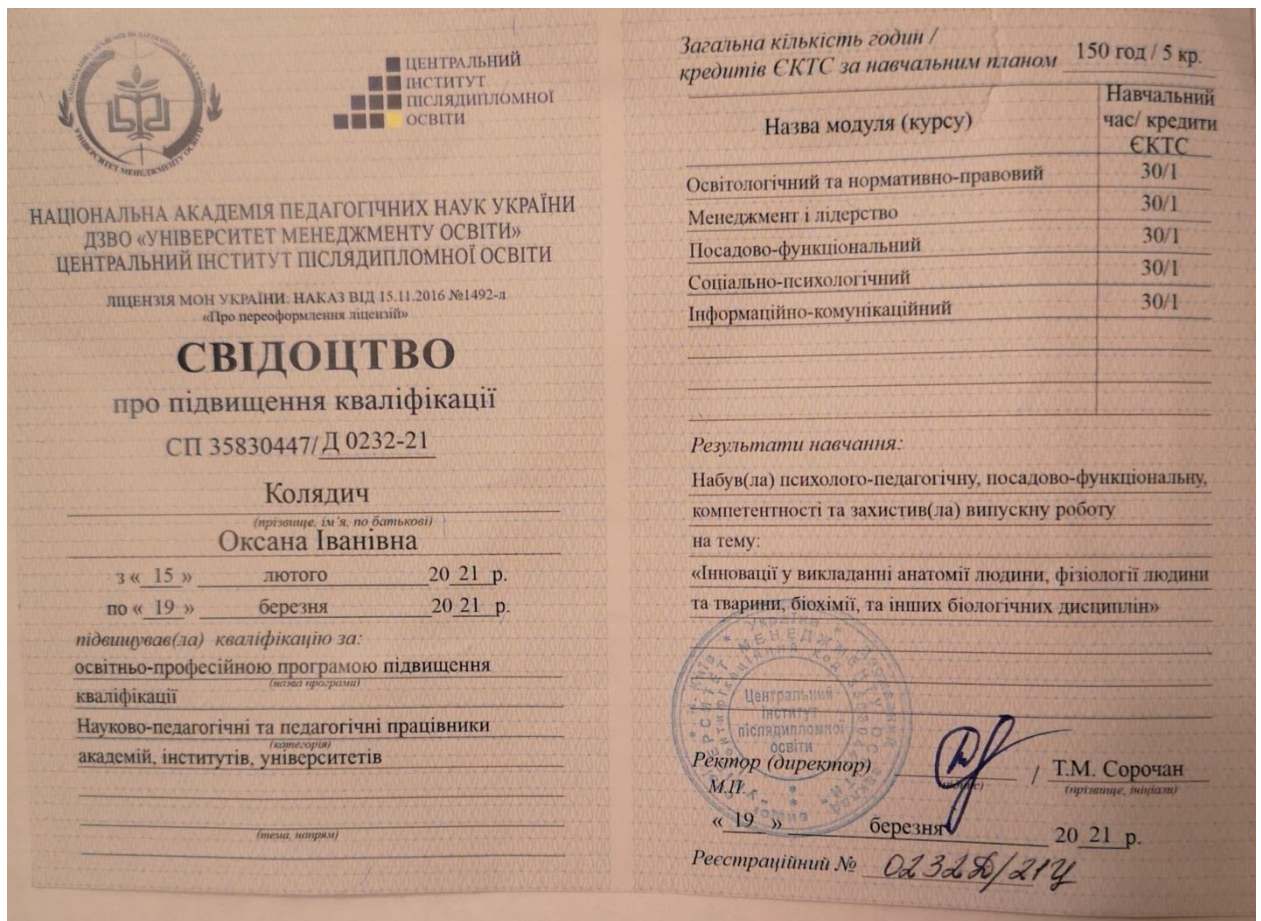 УНІВЕРСИТЕТ МЕНЕДЖМЕНТУ ОСВІТИ
ЦЕНТРАЛЬНИЙ
ІНСТИТУТ
ПІСЛЯДИПЛОМНОЇ
ОСВІТИ
НАЦІОНАЛЬНА АКАДЕМІЯ ПЕДАГОГІЧНИХ НАУК УКРАЇНИ
ДЗВО «УНІВЕРСИТЕТ МЕНЕДЖМЕНТУ ОСВІТИ»
ЦЕНТРАЛЬНИЙ ІНСТИТУТ ПІСЛЯДИПЛОМНОЇ ОСВІТИ
ЛІЦЕНЗІЯ МОН УКРАЇНИ: НАКАЗ ВІД 15.11.2016 №1492-л
«Про переоформлення ліцензій»
СВІДОЦТВО
про підвищення кваліфікації
СП 35830447/ Д 0232-21
Колядич
(прізвище, ім'я, по батькові)
Оксана Іванівна
з « 15 » лютого 20 21 р.
по « 19 » березня 20 21 р.
підвищував(ла) кваліфікацію за:
освітньо-професійною програмою підвищення
(назва програми)
кваліфікації
Науково-педагогічні та педагогічні працівники
(категорія)
академій, інститутів, університетів
(тема, напрям)
Загальна кількість годин /
кредитів ЄКТС за навчальним планом 150 год / 5 кр.
Назва модуля (курсу)
Навчальний
час/ кредити
ЄКТС
Освітологічний та нормативно-правовий 30/1
Менеджмент і лідерство 30/1
Посадово-функціональний 30/1
Соціально-психологічний 30/1
Інформаційно-комунікаційний 30/1
Результати навчання:
Набув(ла) психолого-педагогічну, посадово-функціональну,
компетентності та захистив(ла) випускну роботу
на тему:
«Інновації у викладанні анатомії людини, фізіології людини
та тварини, біохімії, та інших біологічних дисциплін»
Центральний
інститут
післядипломної
освіти
Ректор (директор) / Т.М. Сорочан
М.П. (підпис) (прізвище, ініціали)
« 19 » березня 20 21 р.
Реєстраційний № 0232Д/21Ц